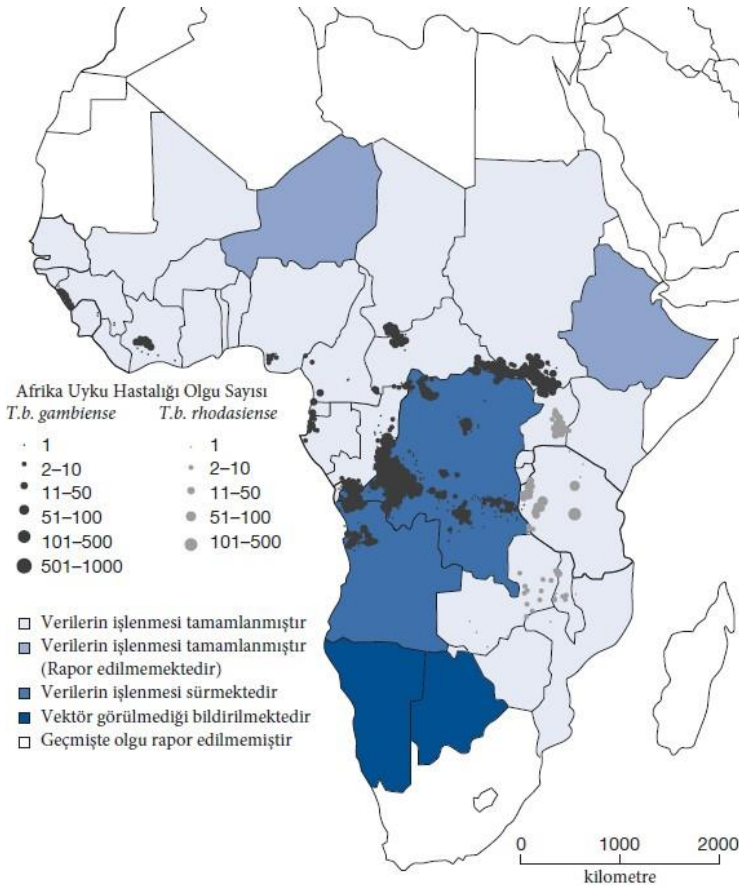 Afrika Uyku Hastalığı Olgu Sayısı
T.b. gambiense T.b. rhodasiense
1 1
2–10 2–10
11–50 11–50
51–100 51–100
101–500 101–500
501–1000
Verilerin işlenmesi tamamlanmıştır
Verilerin işlenmesi tamamlanmıştır
(Rapor edilmemektedir)
Verilerin işlenmesi sürmektedir
Vektör görülmediği bildirilmektedir
Geçmişte olgu rapor edilmemiştir
0 1000 2000
kilometre